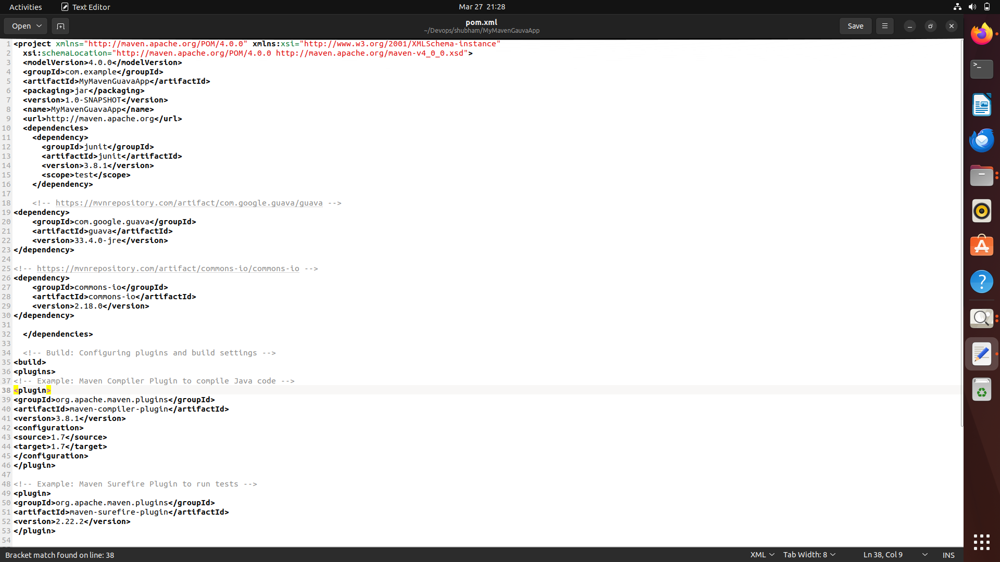 Activities Text Editor Mar 27 21:28
Open pom.xml Save
~/Devops/shubham/MyMavenGauvaApp
1 <project xmlns="http://maven.apache.org/POM/4.0.0" xmlns:xsi="http://www.w3.org/2001/XMLSchema-instance"
2 xsi:schemaLocation="http://maven.apache.org/POM/4.0.0 http://maven.apache.org/maven-v4_0_0.xsd">
3 <modelVersion>4.0.0</modelVersion>
4 <groupId>com.example</groupId>
5 <artifactId>MyMavenGuavaApp</artifactId>
6 <packaging>jar</packaging>
7 <version>1.0-SNAPSHOT</version>
8 <name>MyMavenGuavaApp</name>
9 <url>http://maven.apache.org</url>
10 <dependencies>
11 <dependency>
12 <groupId>junit</groupId>
13 <artifactId>junit</artifactId>
14 <version>3.8.1</version>
15 <scope>test</scope>
16 </dependency>
17
18 <!-- https://mvnrepository.com/artifact/com.google.guava/guava -->
19 <dependency>
20 <groupId>com.google.guava</groupId>
21 <artifactId>guava</artifactId>
22 <version>33.4.0-jre</version>
23 </dependency>
24
25 <!-- https://mvnrepository.com/artifact/commons-io/commons-io -->
26 <dependency>
27 <groupId>commons-io</groupId>
28 <artifactId>commons-io</artifactId>
29 <version>2.18.0</version>
30 </dependency>
31
32 </dependencies>
33
34 <!-- Build: Configuring plugins and build settings -->
35 <build>
36 <plugins>
37 <!-- Example: Maven Compiler Plugin to compile Java code -->
38 <plugin>
39 <groupId>org.apache.maven.plugins</groupId>
40 <artifactId>maven-compiler-plugin</artifactId>
41 <version>3.8.1</version>
42 <configuration>
43 <source>1.7</source>
44 <target>1.7</target>
45 </configuration>
46 </plugin>
47
48 <!-- Example: Maven Surefire Plugin to run tests -->
49 <plugin>
50 <groupId>org.apache.maven.plugins</groupId>
51 <artifactId>maven-surefire-plugin</artifactId>
52 <version>2.22.2</version>
53 </plugin>
54
Bracket match found on line: 38 XML Tab Width: 8 Ln 38, Col 9 INS